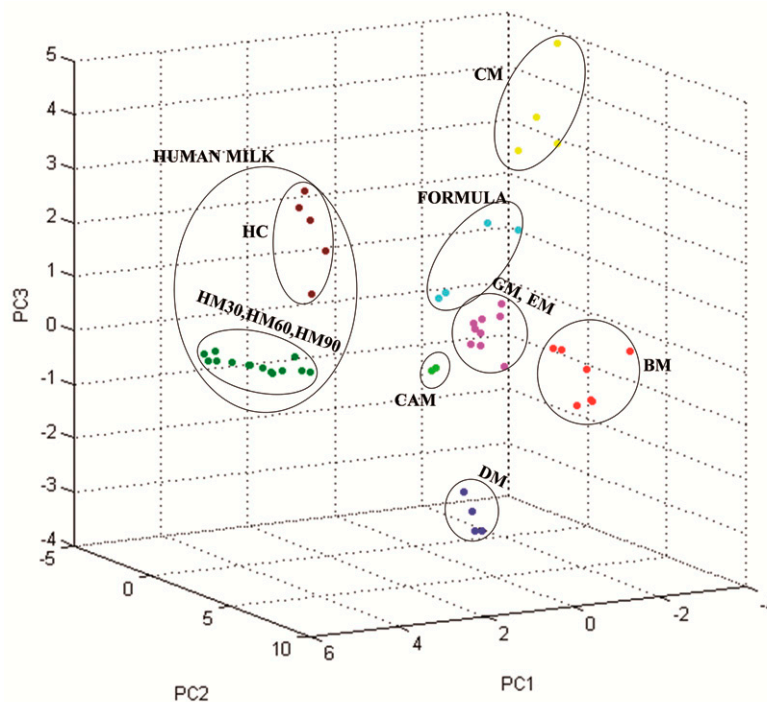 5
4
3
2
1
0
-1
-2
-3
-4
-5
PC3
CM
HUMAN MILK
HC
FORMULA
GM, EM
HM30,HM60,HM90
BM
CAM
DM
0
5
10
PC2
6
4
2
0
-2
PC1